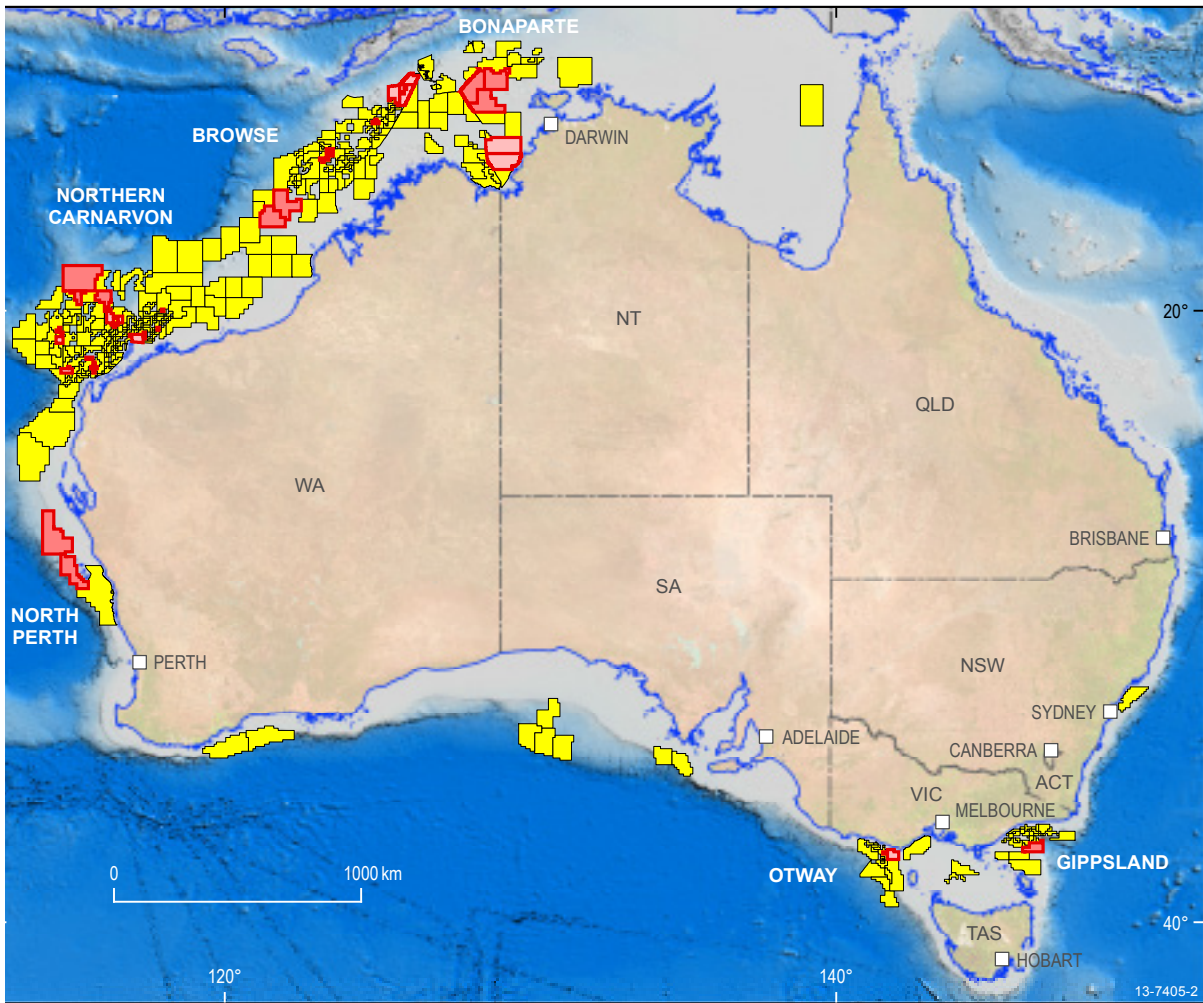 BONAPARTE
DARWIN
BROWSE
NORTHERN
CARNARVON
20°
NT
QLD
WA
BRISBANE
SA
NORTH
PERTH
PERTH
NSW
SYDNEY
ADELAIDE
CANBERRA
ACT
VIC
MELBOURNE
GIPPSLAND
OTWAY
0
1000 km
40°
TAS
HOBART
120°
140°
13-7405-2